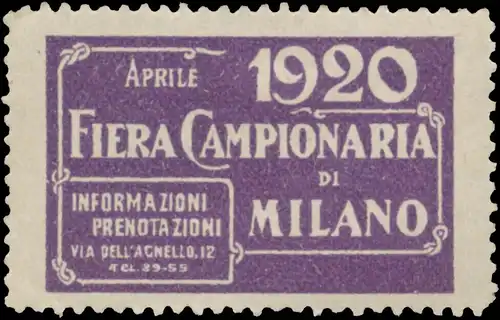 APRILE 1920
FIERA CAMPIONARIA
DI
MILANO
INFORMAZIONI
PRENOTAZIONI
VIA DELL'AGNELLO, 12
TEL. 89-55